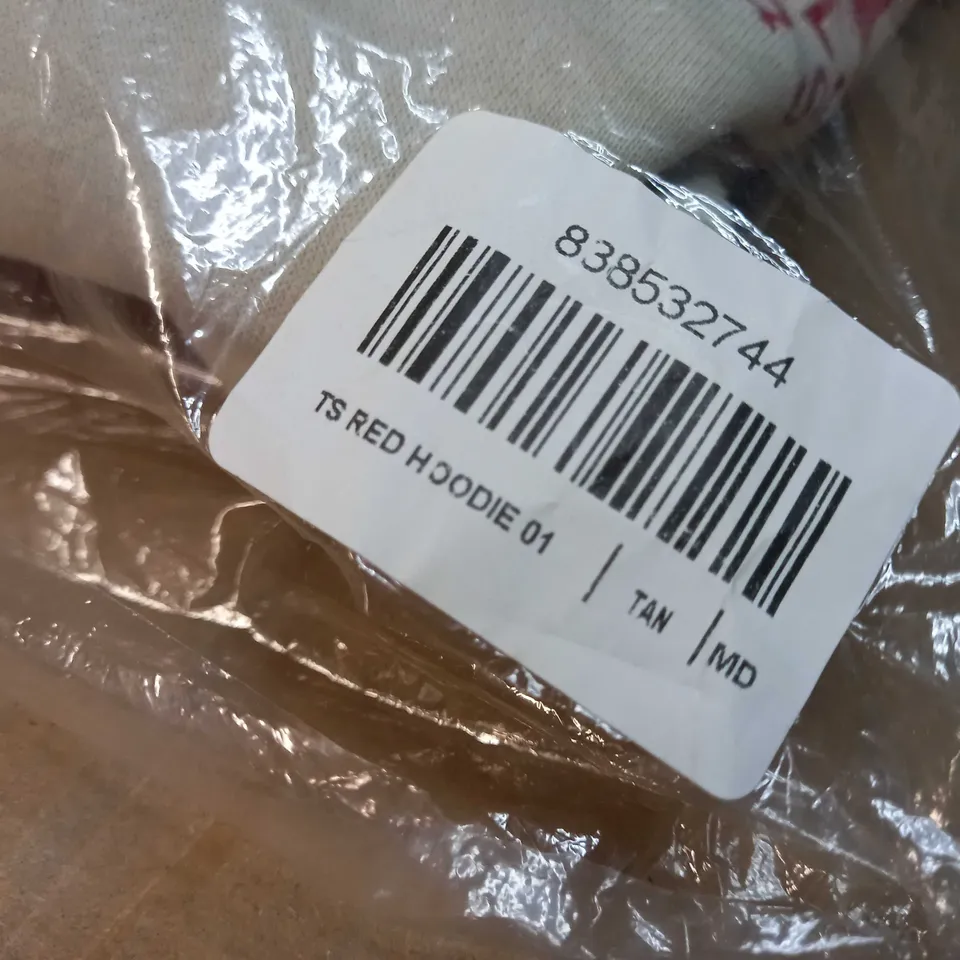 838532744
TS RED HOODIE 01 | TAN | MD